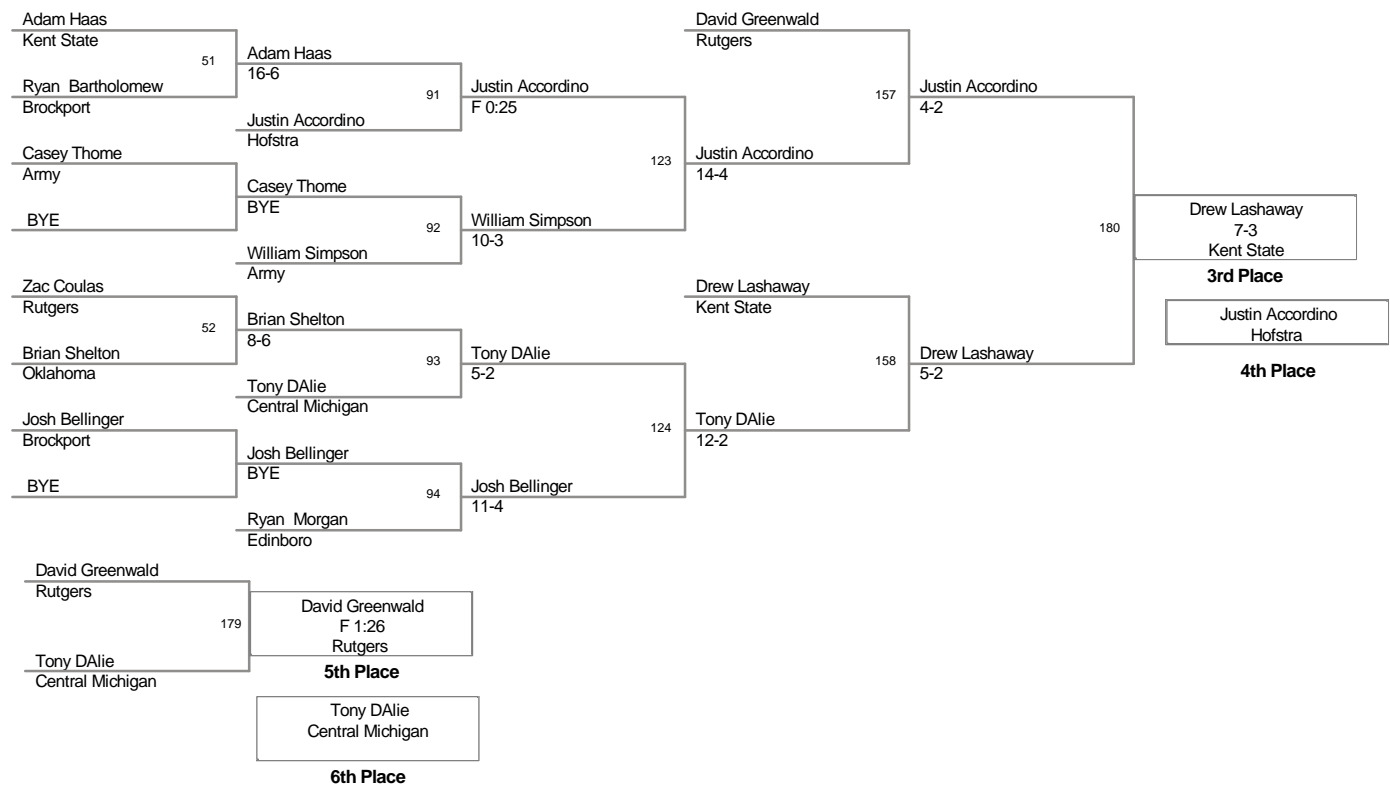 Adam Haas
Kent State
51
Ryan Bartholomew
Brockport
Casey Thome
Army
BYE
Zac Coulas
Rutgers
52
Brian Shelton
Oklahoma
Josh Bellinger
Brockport
BYE
Adam Haas
16-6
91
Justin Accordino
Hofstra
Casey Thome
BYE
92
William Simpson
Army
Brian Shelton
8-6
93
Tony DAlie
Central Michigan
Josh Bellinger
BYE
94
Ryan Morgan
Edinboro
Justin Accordino
F 0:25
123
William Simpson
10-3
Tony DAlie
5-2
124
Josh Bellinger
11-4
David Greenwald
Rutgers
157
Justin Accordino
14-4
Drew Lashaway
Kent State
158
Tony DAlie
12-2
Justin Accordino
4-2
180
Drew Lashaway
5-2
Drew Lashaway
7-3
Kent State
3rd Place
Justin Accordino
Hofstra
4th Place
David Greenwald
Rutgers
179
Tony DAlie
Central Michigan
David Greenwald
F 1:26
Rutgers
5th Place
Tony DAlie
Central Michigan
6th Place